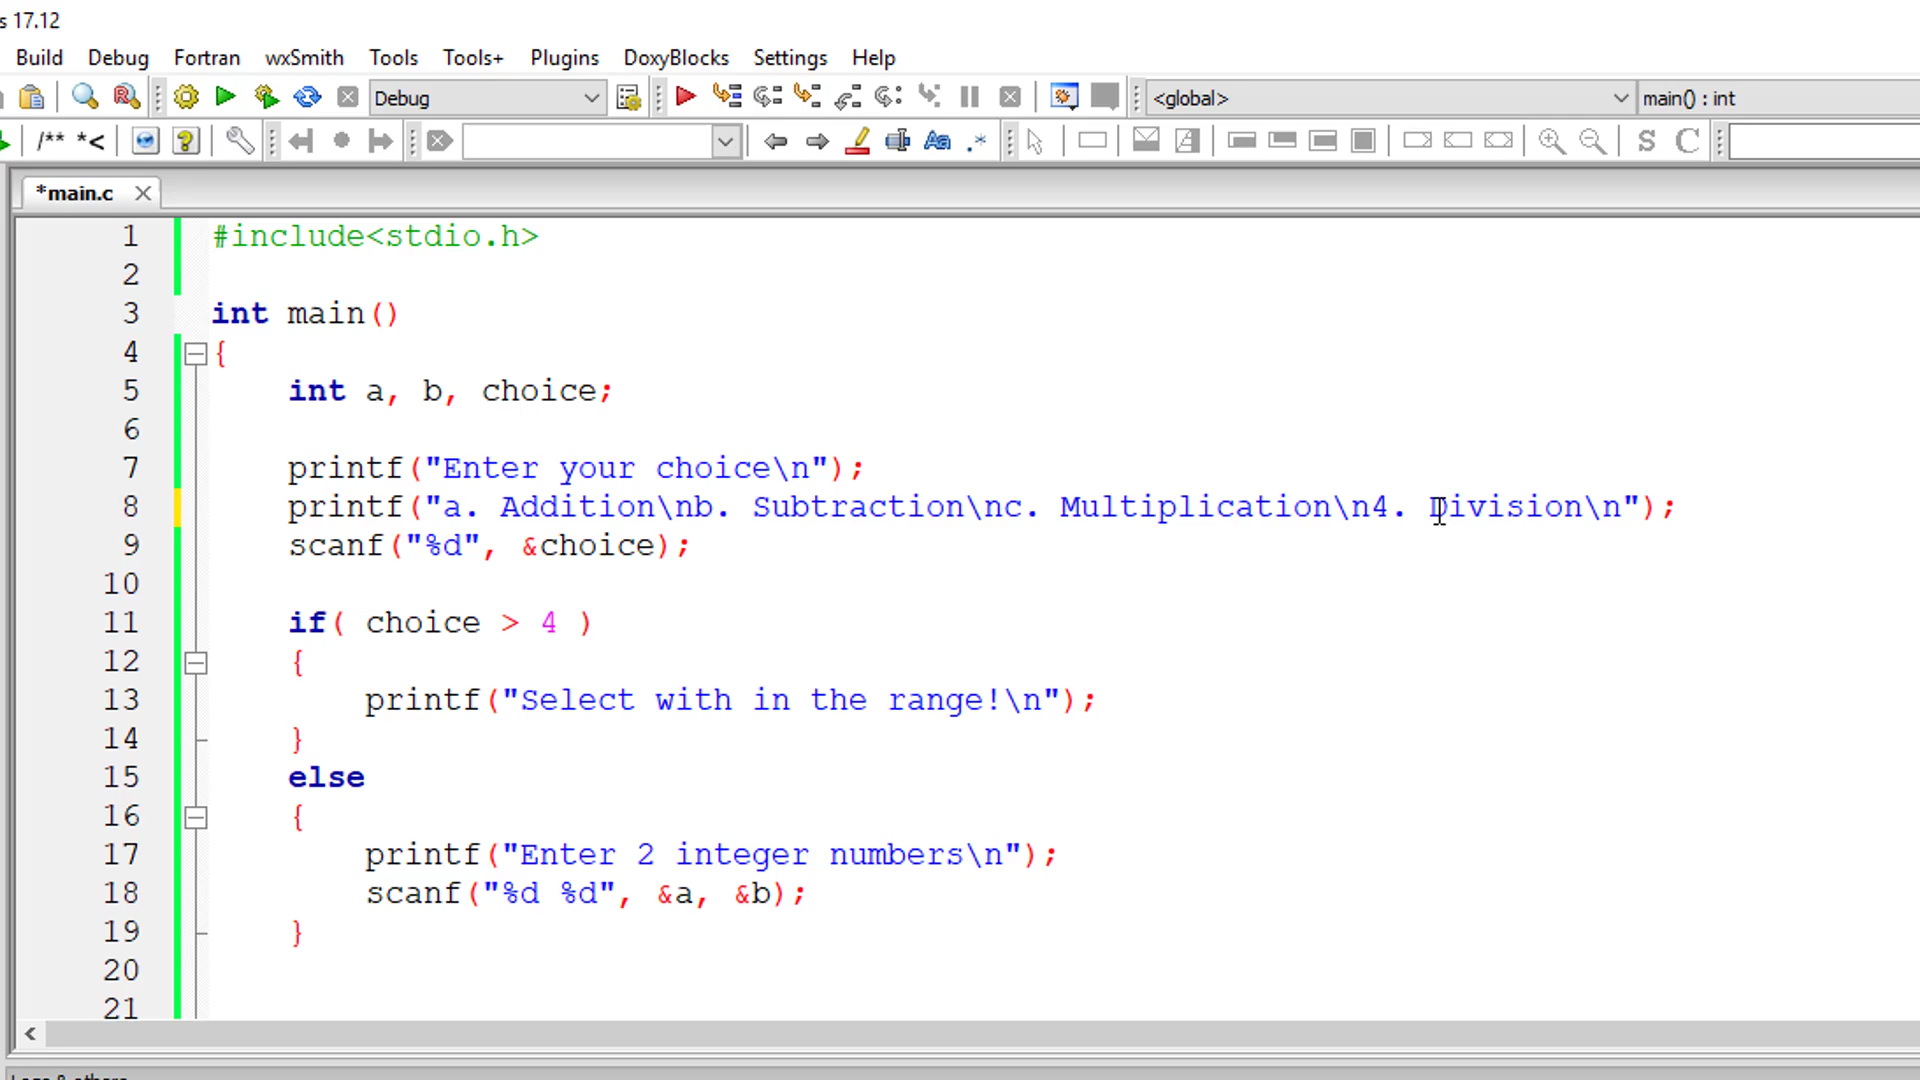 s 17.12
Build Debug Fortran wxSmith Tools Tools+ Plugins DoxyBlocks Settings Help
Debug <global> main() : int
/** *< Aa .* S C
*main.c
1 #include<stdio.h>
2
3 int main()
4 {
5 int a, b, choice;
6
7 printf("Enter your choice\n");
8 printf("a. Addition\nb. Subtraction\nc. Multiplication\n4. Division\n");
9 scanf("%d", &choice);
10
11 if( choice > 4 )
12 {
13 printf("Select with in the range!\n");
14 }
15 else
16 {
17 printf("Enter 2 integer numbers\n");
18 scanf("%d %d", &a, &b);
19 }
20
21